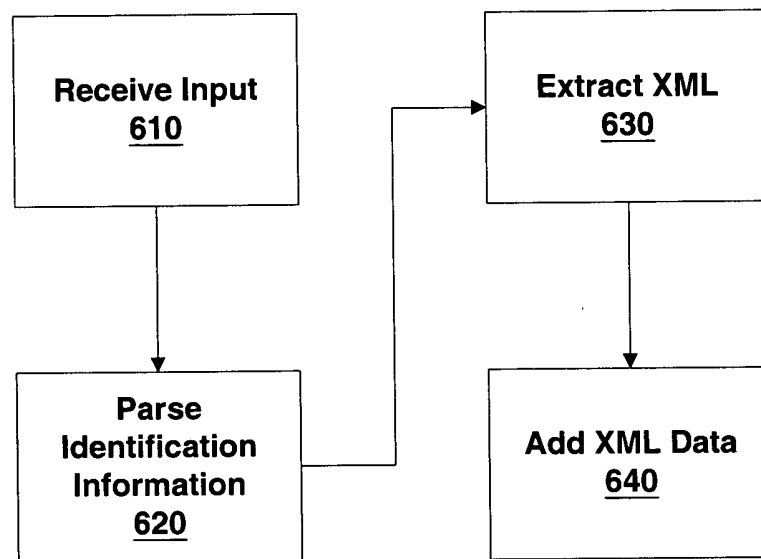 Receive Input
610
Parse
Identification
Information
620
Extract XML
630
Add XML Data
640